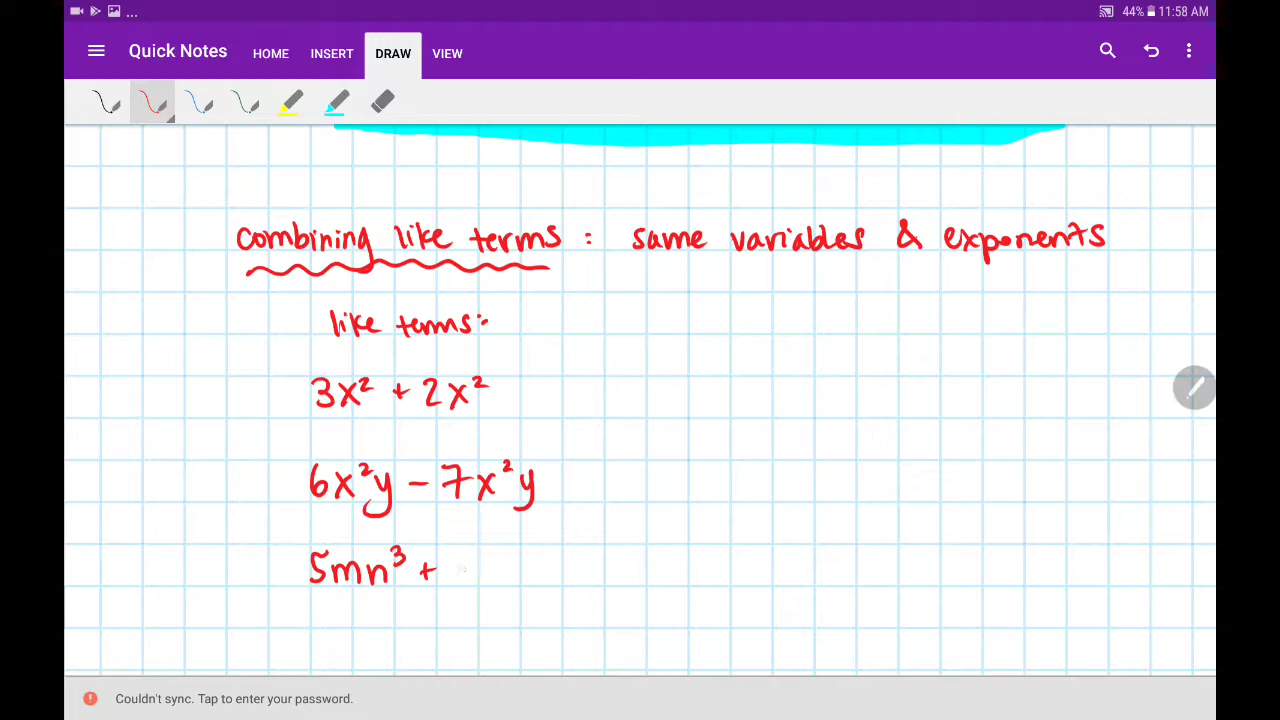 ... 44% 11:58 AM
Quick Notes HOME INSERT DRAW VIEW
combining like terms : same variables & exponents
like terms:
3x² + 2x²
6x²y - 7x²y
5mn³ +
Couldn't sync. Tap to enter your password.